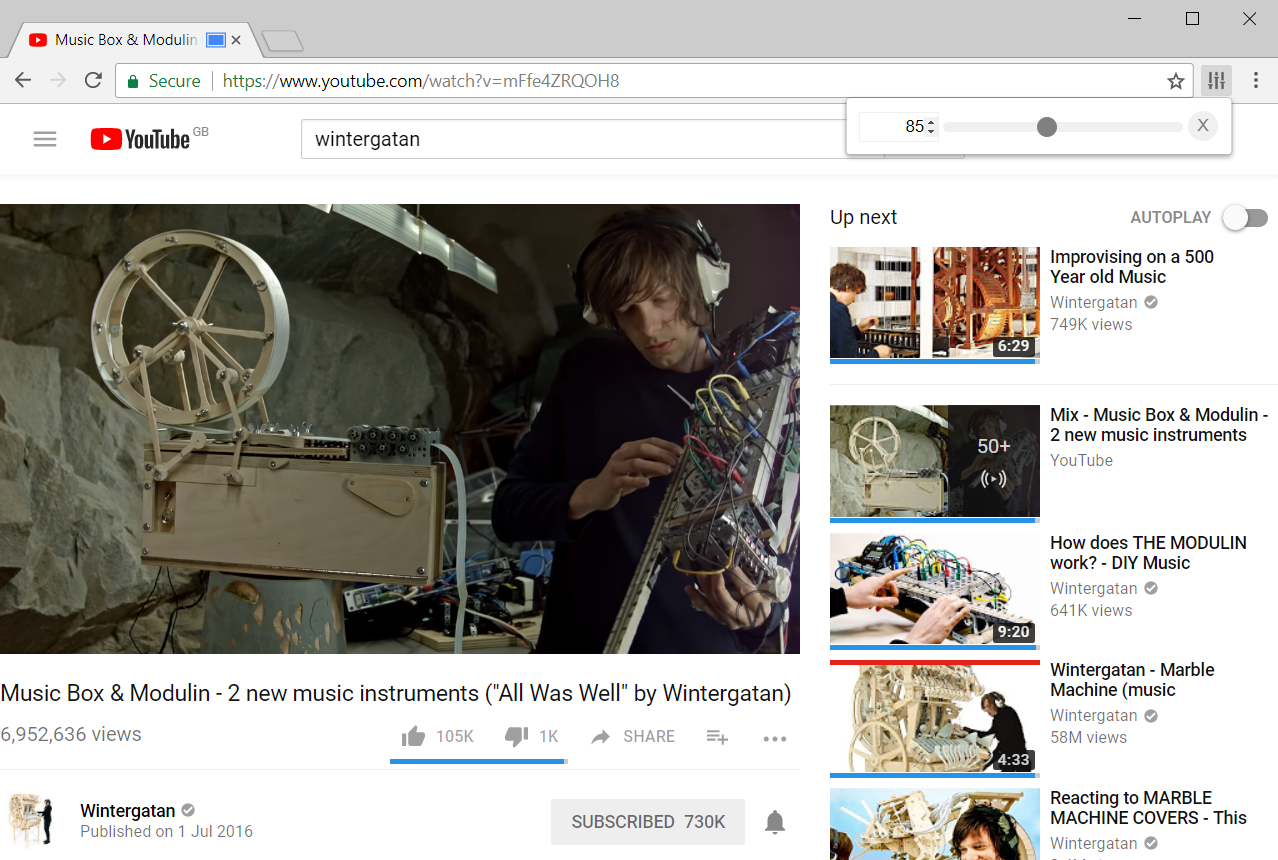 Music Box & Modulin
Secure
https://www.youtube.com/watch?v=mFfe4ZRQOH8
85
X
YouTube GB
wintergatan
Up next
AUTOPLAY
Improvising on a 500
Year old Music
Wintergatan
749K views
6:29
Mix - Music Box & Modulin -
2 new music instruments
YouTube
50+
How does THE MODULIN
work? - DIY Music
Wintergatan
641K views
9:20
Wintergatan - Marble
Machine (music
Wintergatan
58M views
4:33
Reacting to MARBLE
MACHINE COVERS - This
Wintergatan
Music Box & Modulin - 2 new music instruments ("All Was Well" by Wintergatan)
6,952,636 views
105K
1K
SHARE
Wintergatan
Published on 1 Jul 2016
SUBSCRIBED 730K